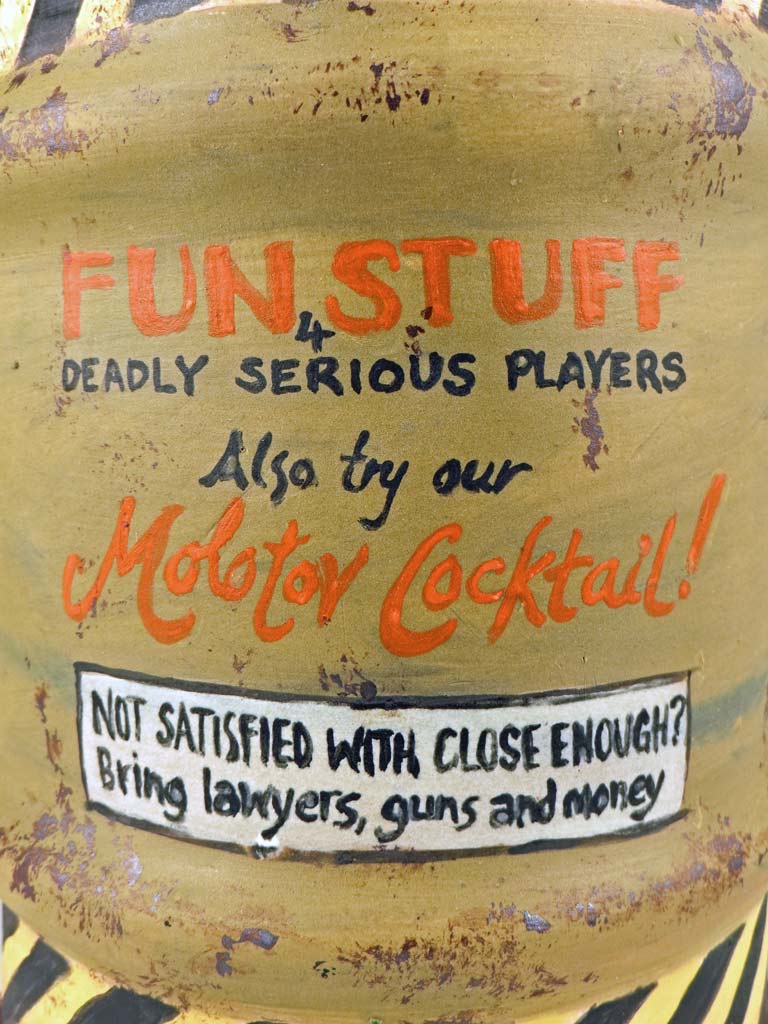 FUN STUFF
4
DEADLY SERIOUS PLAYERS
Also try our
Molotov Cocktail!
NOT SATISFIED WITH CLOSE ENOUGH?
Bring lawyers, guns and money